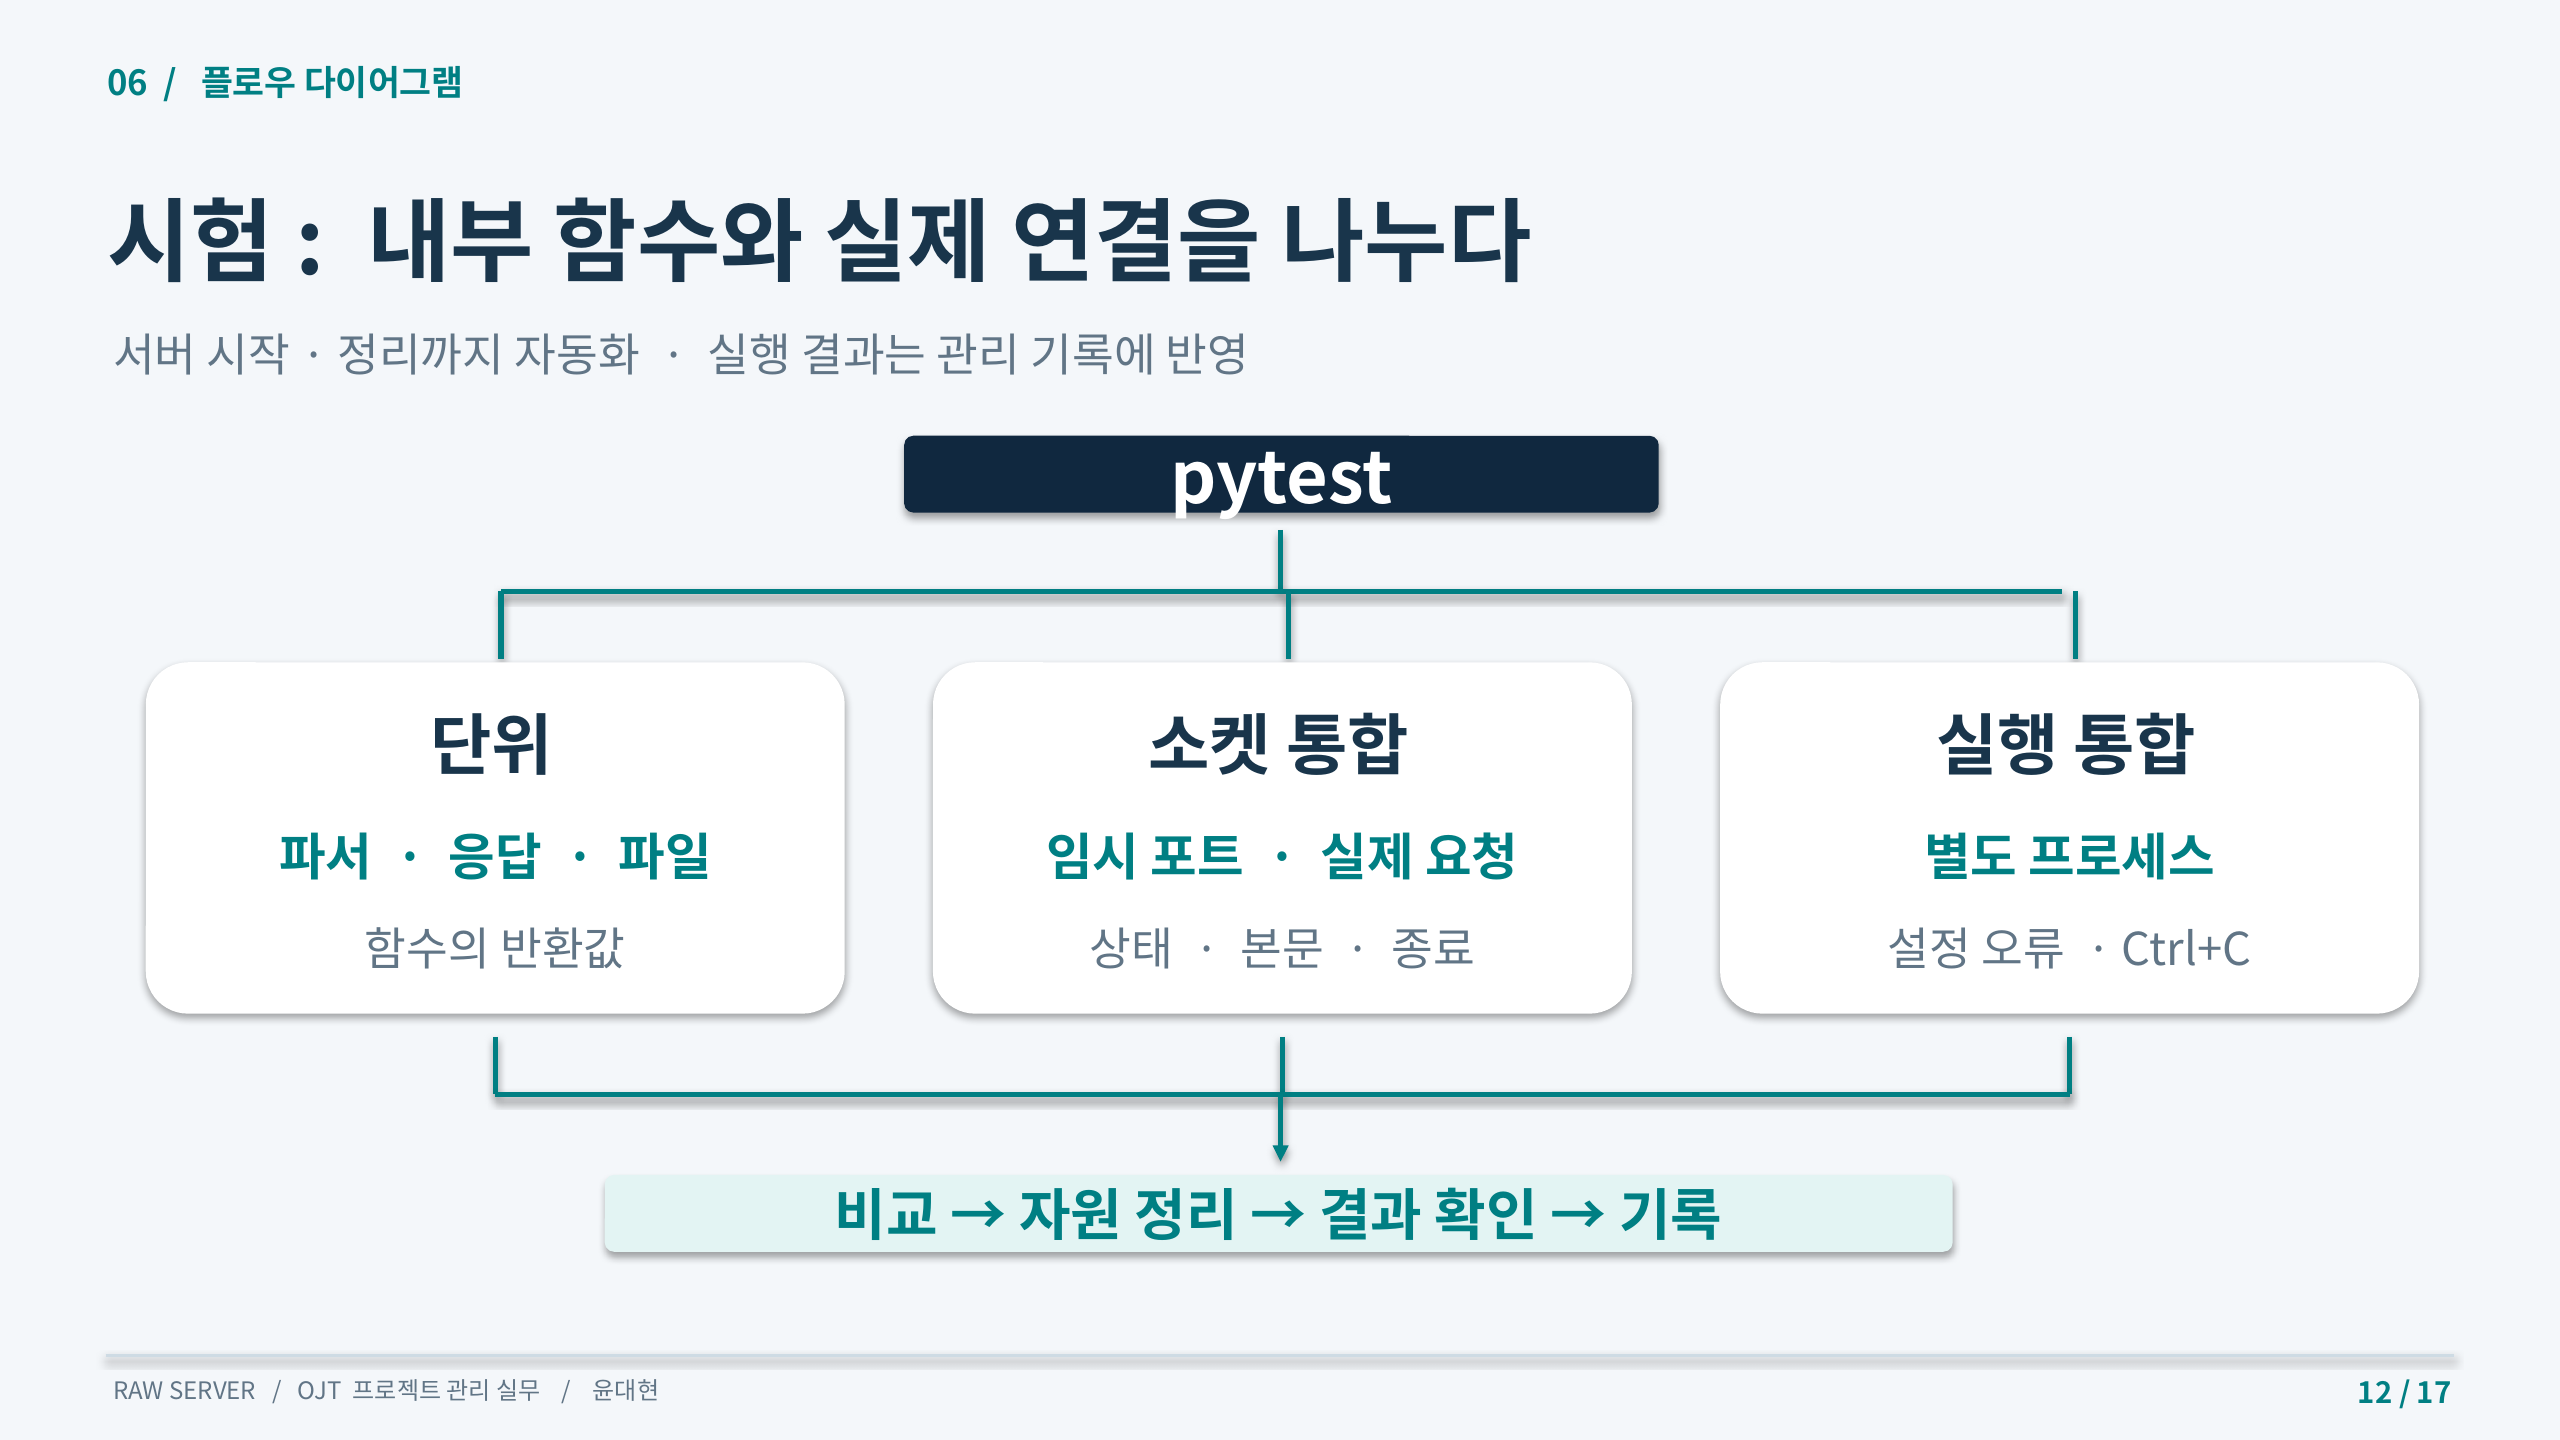 06 / 플로우 다이어그램
시험 : 내부 함수와 실제 연결을 나누다
서버 시작 · 정리까지 자동화 · 실행 결과는 관리 기록에 반영
pytest
단위
파서 · 응답 · 파일
함수의 반환값
소켓 통합
임시 포트 · 실제 요청
상태 · 본문 · 종료
실행 통합
별도 프로세스
설정 오류 · Ctrl+C
비교 → 자원 정리 → 결과 확인 → 기록
RAW SERVER / OJT 프로젝트 관리 실무 / 윤대현
12 / 17